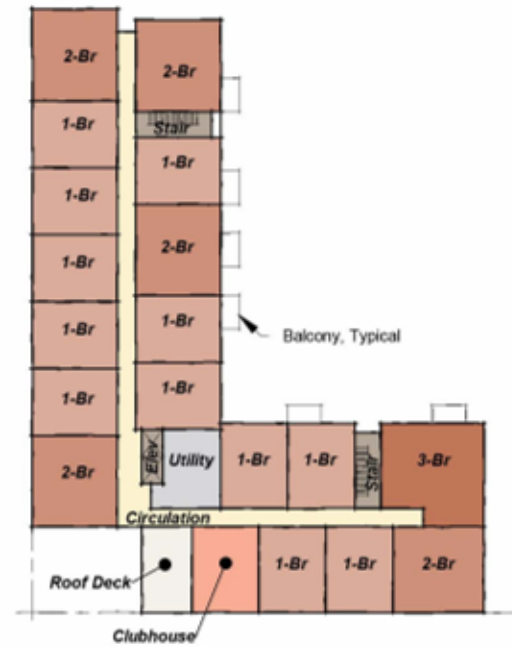 2-Br
2-Br
1-Br
Stair
1-Br
1-Br
1-Br
2-Br
1-Br
1-Br
Balcony, Typical
1-Br
1-Br
2-Br
Elev
Utility
1-Br
1-Br
Stair
3-Br
Circulation
Roof Deck
1-Br
1-Br
2-Br
Clubhouse